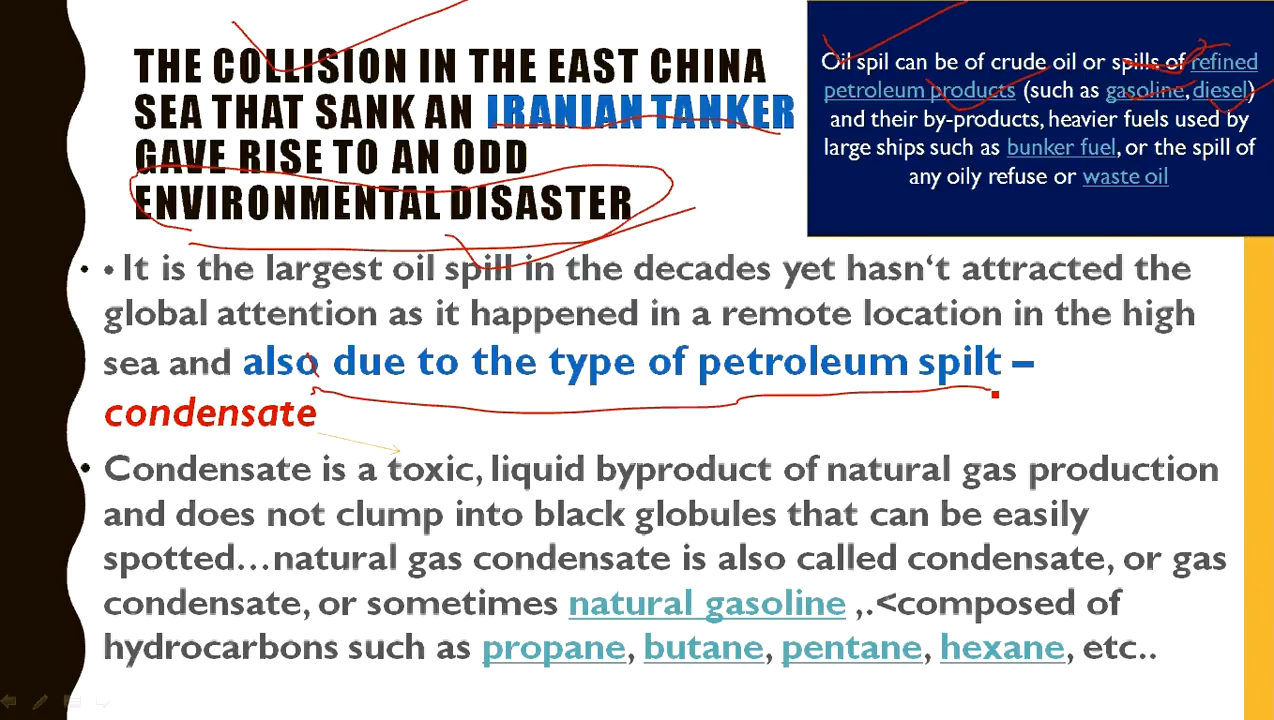 THE COLLISION IN THE EAST CHINA
SEA THAT SANK AN IRANIAN TANKER
GAVE RISE TO AN ODD
ENVIRONMENTAL DISASTER
Oil spil can be of crude oil or spills of refined
petroleum products (such as gasoline, diesel)
and their by-products, heavier fuels used by
large ships such as bunker fuel, or the spill of
any oily refuse or waste oil
• • It is the largest oil spill in the decades yet hasn‘t attracted the
global attention as it happened in a remote location in the high
sea and also due to the type of petroleum spilt –
condensate
• Condensate is a toxic, liquid byproduct of natural gas production
and does not clump into black globules that can be easily
spotted…natural gas condensate is also called condensate, or gas
condensate, or sometimes natural gasoline ,.<composed of
hydrocarbons such as propane, butane, pentane, hexane, etc..